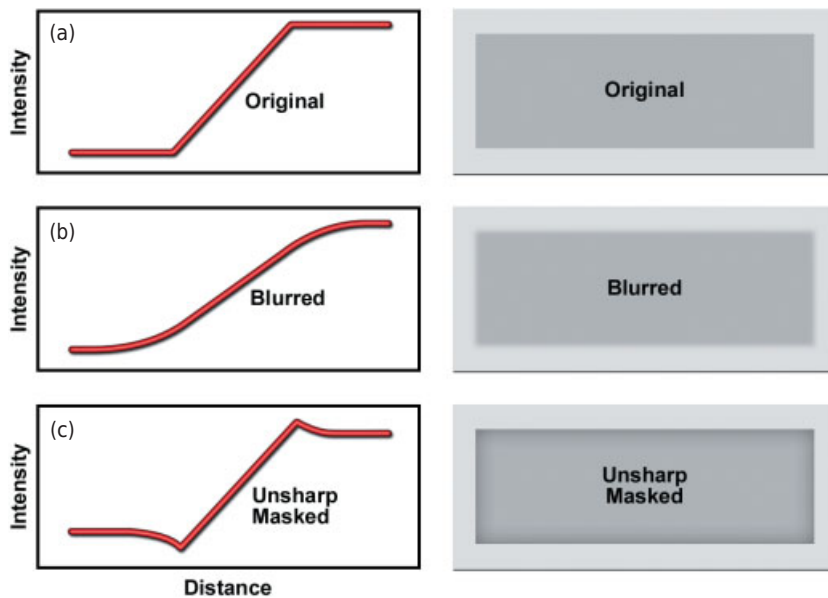 (a)
Intensity
Original
Original
(b)
Intensity
Blurred
Blurred
(c)
Intensity
Unsharp
Masked
Unsharp
Masked
Distance